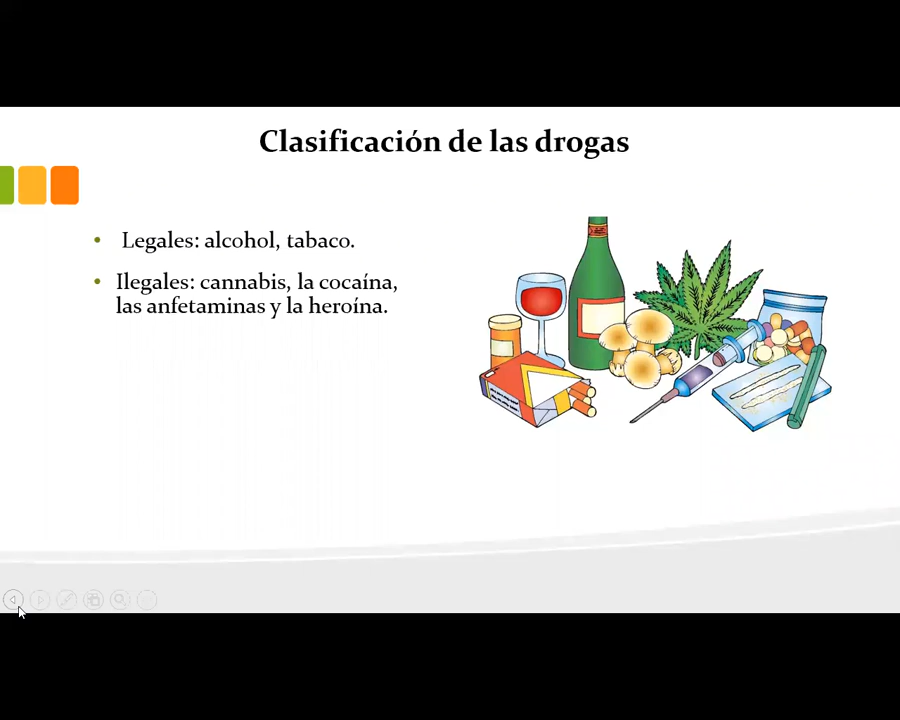 Clasificación de las drogas
• Legales: alcohol, tabaco.
• Ilegales: cannabis, la cocaína,
las anfetaminas y la heroína.